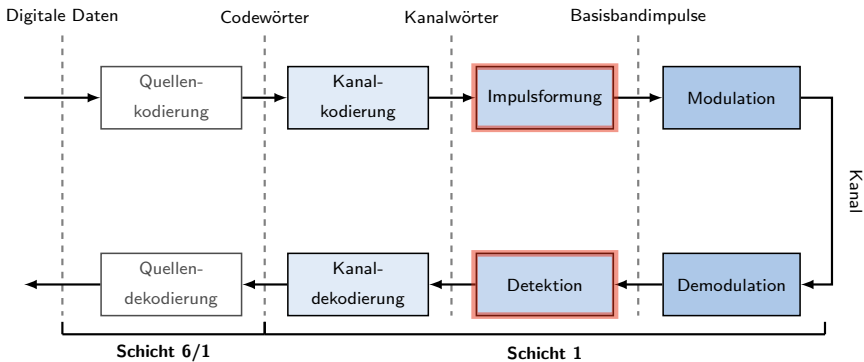 Digitale Daten
Codewörter
Kanalwörter
Basisbandimpulse
Quellen-
kodierung
Kanal-
kodierung
Impulsformung
Modulation
Kanal
Quellen-
dekodierung
Kanal-
dekodierung
Detektion
Demodulation
Schicht 6/1
Schicht 1